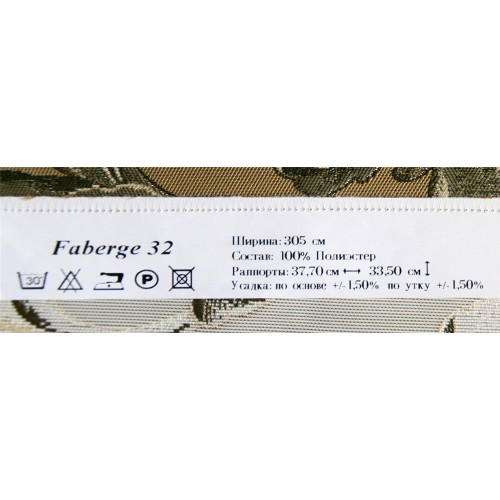 Faberge 32
30°
P
Ширина: 305 см
Состав: 100% Полиэстер
Раппорты: 37,70 см ↔ 33,50 см ↕
Усадка: по основе +/-1,50% по утку +/-1,50%